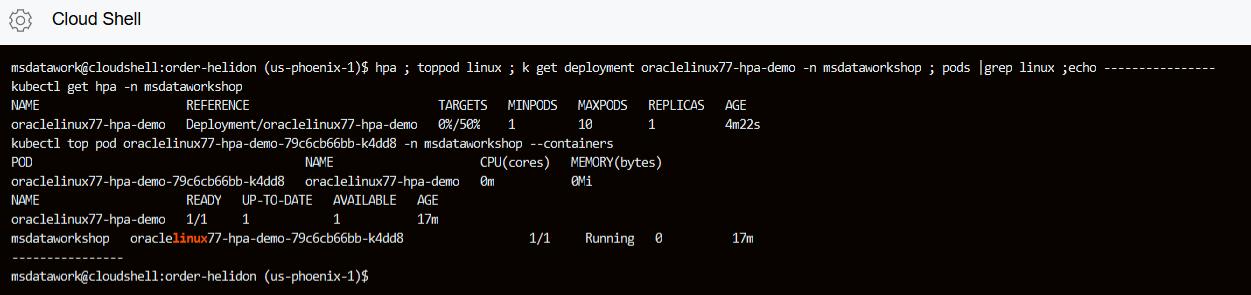 Cloud Shell
msdatawork@cloudshell:order-helidon (us-phoenix-1)$ hpa ; toppod linux ; k get deployment oraclelinux77-hpa-demo -n msdataworkshop ; pods |grep linux ;echo ----------------
kubectl get hpa -n msdataworkshop
NAME REFERENCE TARGETS MINPODS MAXPODS REPLICAS AGE
oraclelinux77-hpa-demo Deployment/oraclelinux77-hpa-demo 0%/50% 1 10 1 4m22s
kubectl top pod oraclelinux77-hpa-demo-79c6cb66bb-k4dd8 -n msdataworkshop --containers
POD NAME CPU(cores) MEMORY(bytes)
oraclelinux77-hpa-demo-79c6cb66bb-k4dd8 oraclelinux77-hpa-demo 0m 0Mi
NAME READY UP-TO-DATE AVAILABLE AGE
oraclelinux77-hpa-demo 1/1 1 1 17m
msdataworkshop oraclelinux77-hpa-demo-79c6cb66bb-k4dd8 1/1 Running 0 17m
----------------
msdatawork@cloudshell:order-helidon (us-phoenix-1)$